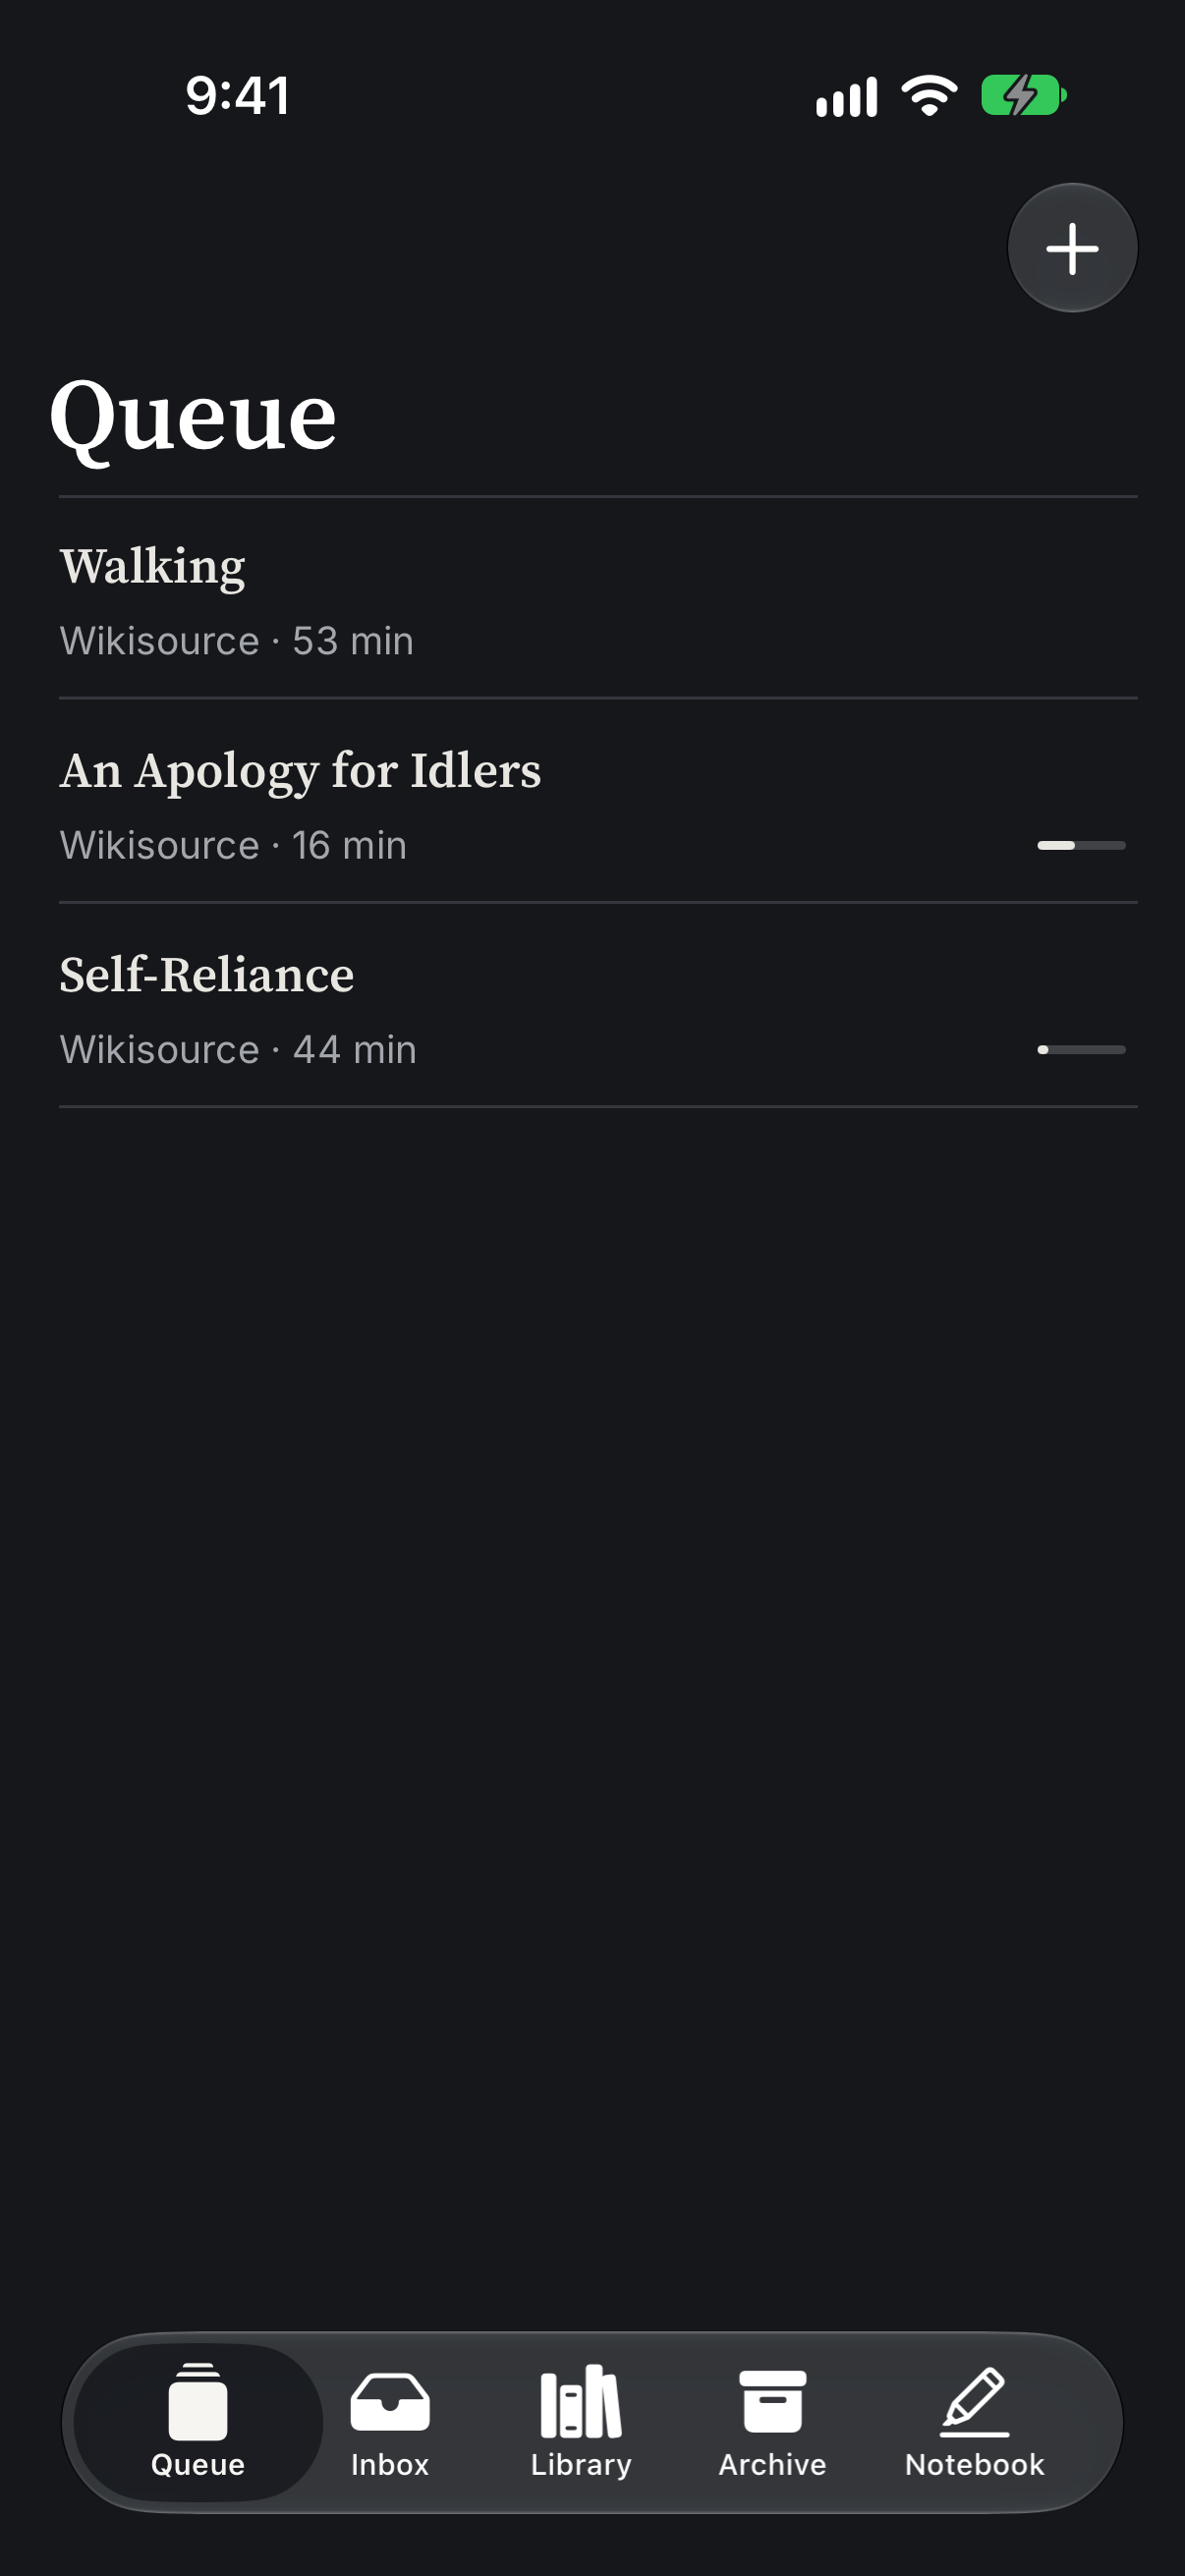 9:41
Queue
Walking
Wikisource · 53 min
An Apology for Idlers
Wikisource · 16 min
Self-Reliance
Wikisource · 44 min
Queue Inbox Library Archive Notebook